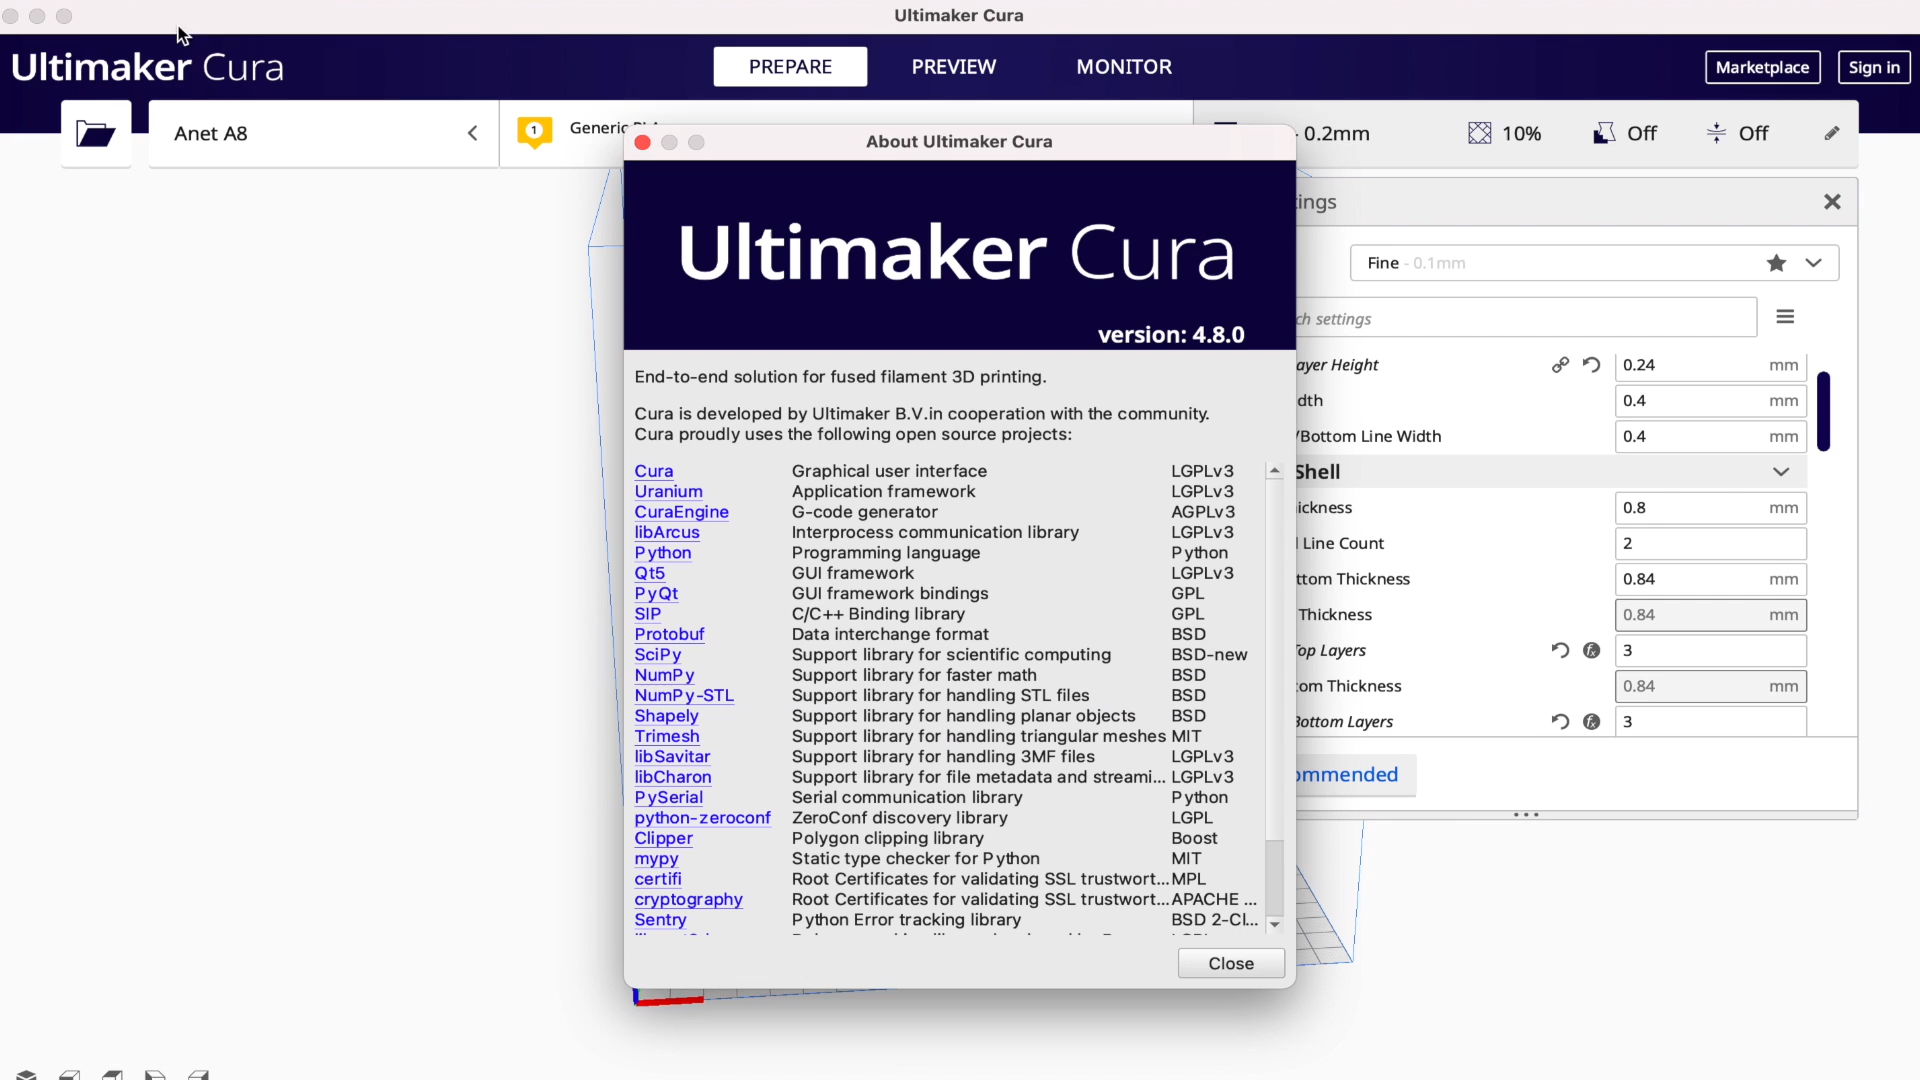 Ultimaker Cura
Ultimaker Cura
PREPARE
PREVIEW
MONITOR
Marketplace
Sign in
Anet A8
1
Generic
0.2mm
10%
Off
Off
About Ultimaker Cura
Ultimaker Cura
version: 4.8.0
End-to-end solution for fused filament 3D printing.
Cura is developed by Ultimaker B.V.in cooperation with the community.
Cura proudly uses the following open source projects:
Cura Graphical user interface LGPLv3
Uranium Application framework LGPLv3
CuraEngine G-code generator AGPLv3
libArcus Interprocess communication library LGPLv3
Python Programming language Python
Qt5 GUI framework LGPLv3
PyQt GUI framework bindings GPL
SIP C/C++ Binding library GPL
Protobuf Data interchange format BSD
SciPy Support library for scientific computing BSD-new
NumPy Support library for faster math BSD
NumPy-STL Support library for handling STL files BSD
Shapely Support library for handling planar objects BSD
Trimesh Support library for handling triangular meshes MIT
libSavitar Support library for handling 3MF files LGPLv3
libCharon Support library for file metadata and streami... LGPLv3
PySerial Serial communication library Python
python-zeroconf ZeroConf discovery library LGPL
Clipper Polygon clipping library Boost
mypy Static type checker for Python MIT
certifi Root Certificates for validating SSL trustwort... MPL
cryptography Root Certificates for validating SSL trustwort... APACHE ...
Sentry Python Error tracking library BSD 2-Cl...
Close
ings
Fine - 0.1mm
ch settings
ayer Height 0.24 mm
dth 0.4 mm
/Bottom Line Width 0.4 mm
Shell
ickness 0.8 mm
Line Count 2
ttom Thickness 0.84 mm
Thickness 0.84 mm
Top Layers 3
om Thickness 0.84 mm
Bottom Layers 3
ommended